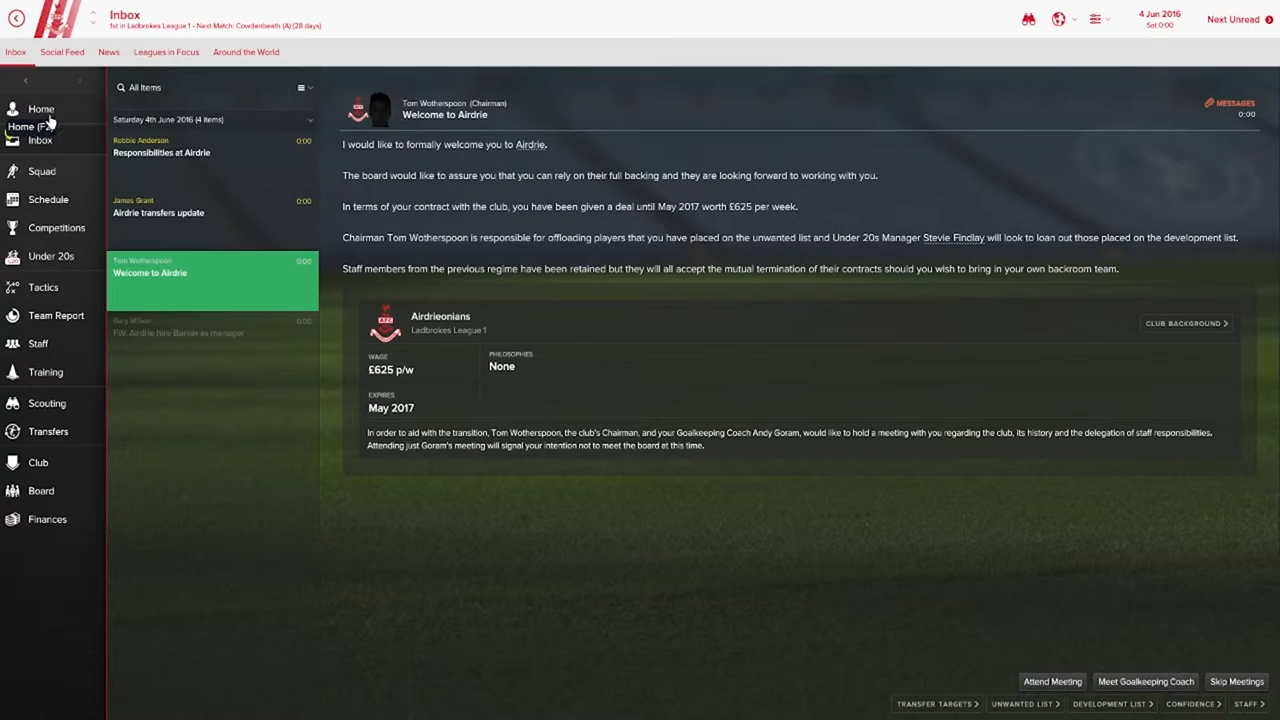 Inbox
1st in Ladbrokes League 1 - Next Match: Cowdenbeath (A) (28 days)
4 Jun 2016
Sat 0:00
Next Unread
Inbox
Social Feed
News
Leagues in Focus
Around the World
Home
Home (F
Inbox
Squad
Schedule
Competitions
Under 20s
Tactics
Team Report
Staff
Training
Scouting
Transfers
Club
Board
Finances
All Items
Saturday 4th June 2016 (4 items)
Robbie Anderson 0:00
Responsibilities at Airdrie
James Grant 0:00
Airdrie transfers update
Tom Wotherspoon 0:00
Welcome to Airdrie
Gary Wilson 0:00
FW: Airdrie hire Barker as manager
Tom Wotherspoon (Chairman)
Welcome to Airdrie
MESSAGES
0:00
I would like to formally welcome you to Airdrie.
The board would like to assure you that you can rely on their full backing and they are looking forward to working with you.
In terms of your contract with the club, you have been given a deal until May 2017 worth £625 per week.
Chairman Tom Wotherspoon is responsible for offloading players that you have placed on the unwanted list and Under 20s Manager Stevie Findlay will look to loan out those placed on the development list.
Staff members from the previous regime have been retained but they will all accept the mutual termination of their contracts should you wish to bring in your own backroom team.
AFC
Airdrieonians
Ladbrokes League 1
CLUB BACKGROUND
WAGE
£625 p/w
PHILOSOPHIES
None
EXPIRES
May 2017
In order to aid with the transition, Tom Wotherspoon, the club's Chairman, and your Goalkeeping Coach Andy Goram, would like to hold a meeting with you regarding the club, its history and the delegation of staff responsibilities.
Attending just Goram's meeting will signal your intention not to meet the board at this time.
Attend Meeting
Meet Goalkeeping Coach
Skip Meetings
TRANSFER TARGETS
UNWANTED LIST
DEVELOPMENT LIST
CONFIDENCE
STAFF